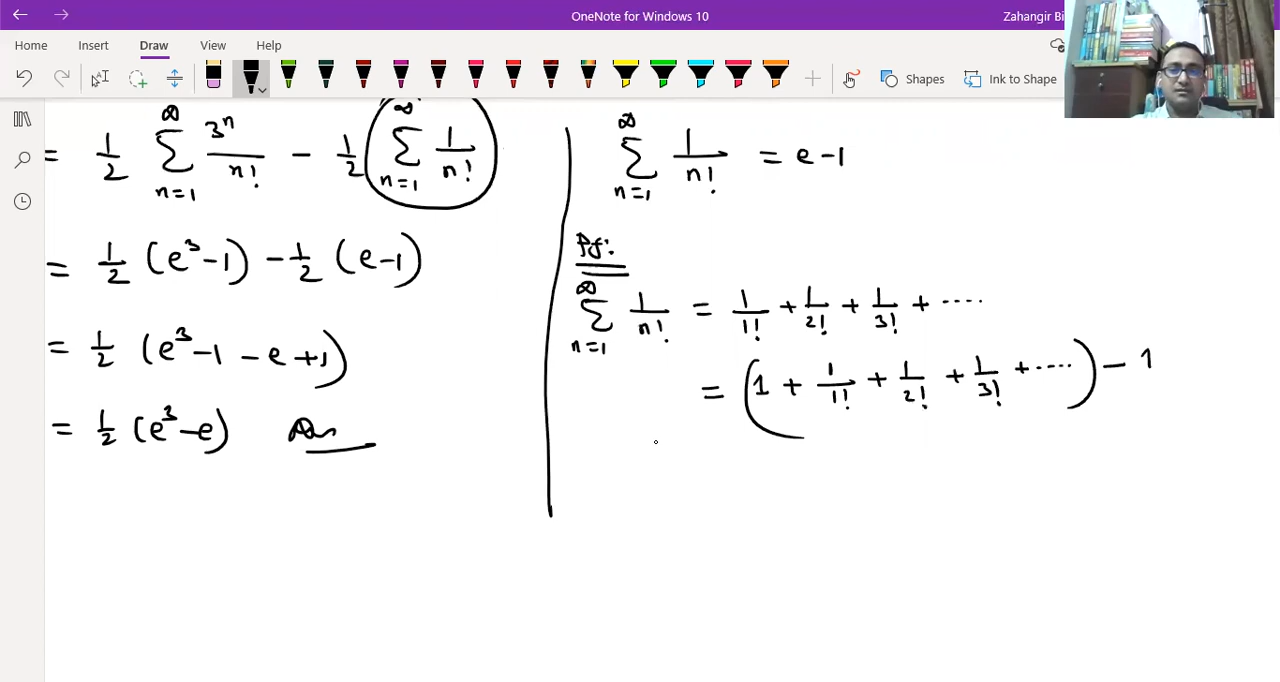 OneNote for Windows 10
Zahangir Bi
Home Insert Draw View Help
Shapes Ink to Shape
= 1/2 ∞∑n=1 3^n/n! - 1/2 ∞∑n=1 1/n!
= 1/2 (e^3-1) - 1/2 (e-1)
= 1/2 (e^3-1-e+1)
= 1/2 (e^3-e) Ans
∞∑n=1 1/n! = e-1
Pf:
∞∑n=1 1/n! = 1/1! + 1/2! + 1/3! + ....
= (1 + 1/1! + 1/2! + 1/3! + ....) - 1